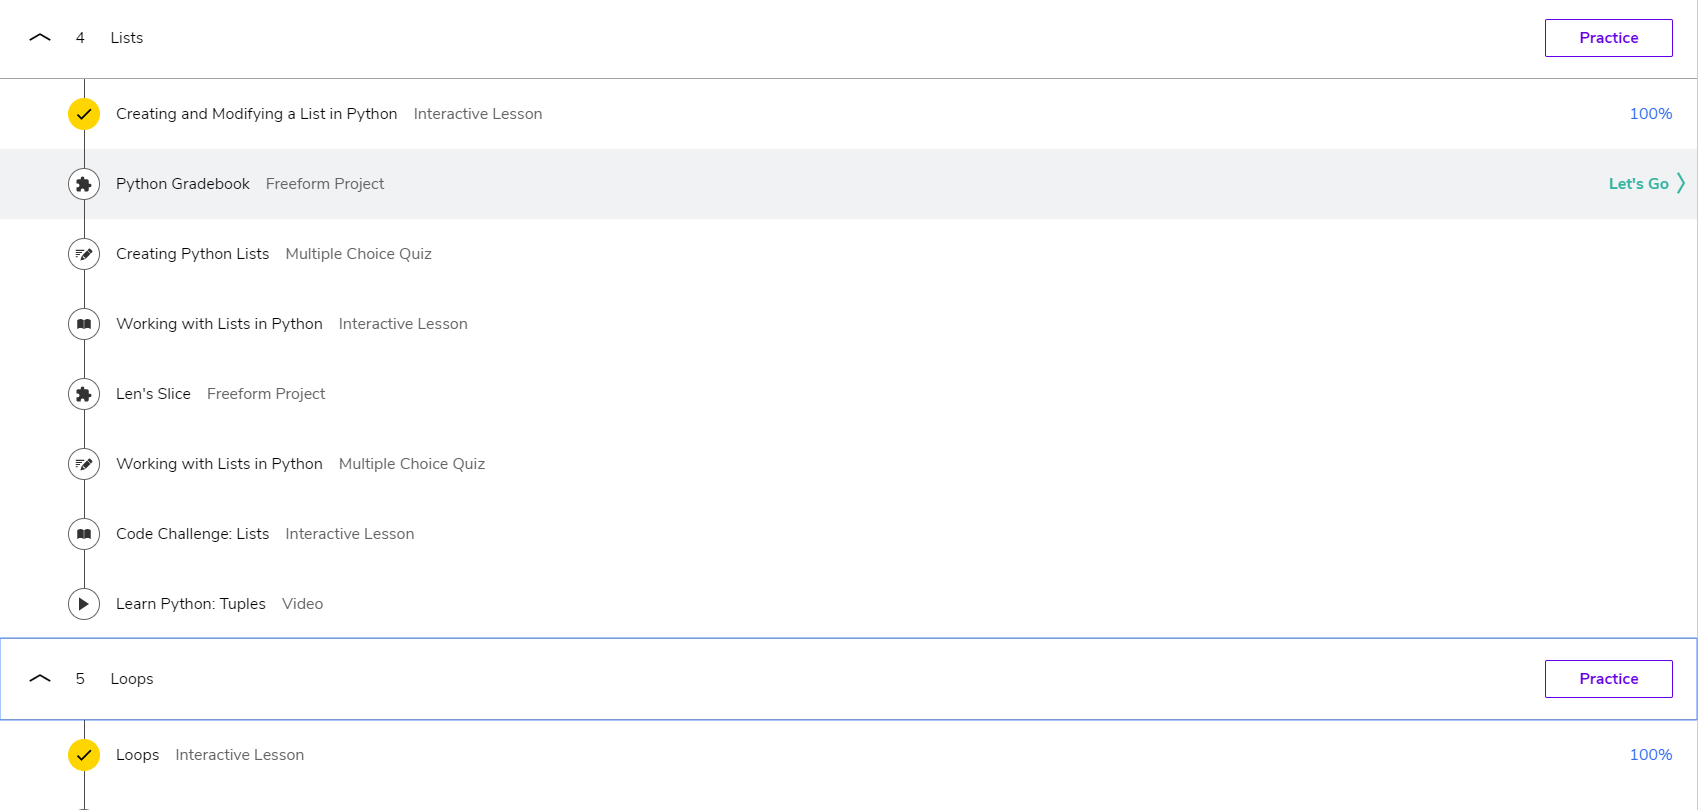 4 Lists Practice
Creating and Modifying a List in Python Interactive Lesson 100%
Python Gradebook Freeform Project Let's Go
Creating Python Lists Multiple Choice Quiz
Working with Lists in Python Interactive Lesson
Len's Slice Freeform Project
Working with Lists in Python Multiple Choice Quiz
Code Challenge: Lists Interactive Lesson
Learn Python: Tuples Video
5 Loops Practice
Loops Interactive Lesson 100%